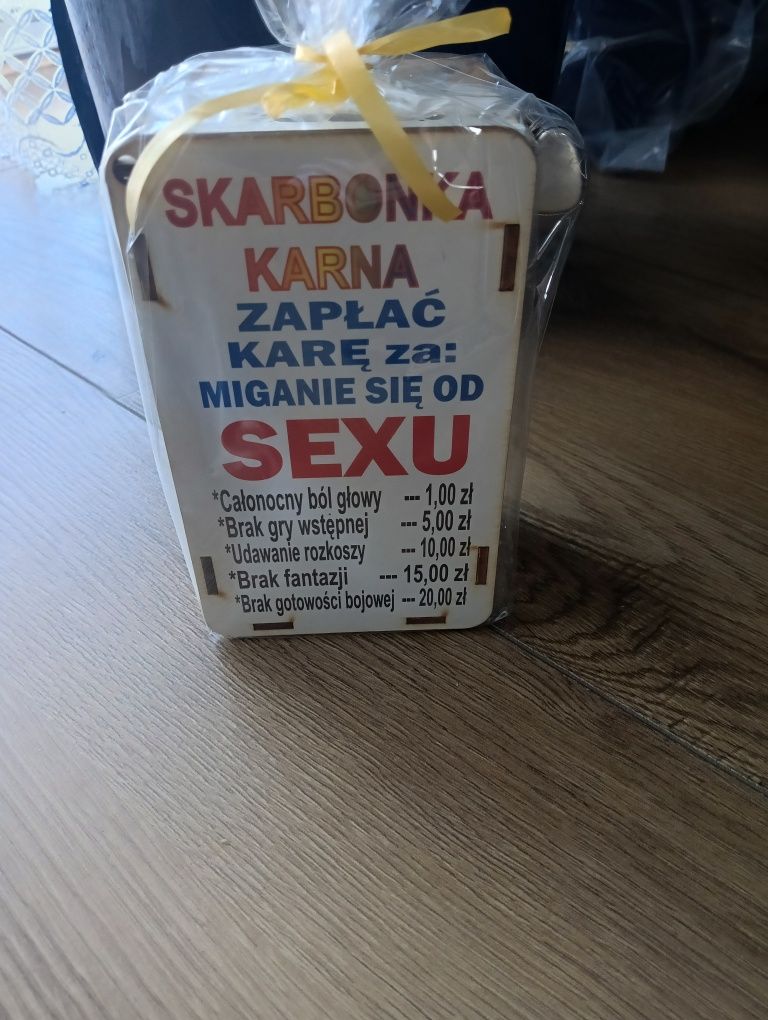 SKARBONKA
KARNA
ZAPŁAĆ
KARĘ za:
MIGANIE SIĘ OD
SEXU
*Całonocny ból głowy --- 1,00 zł
*Brak gry wstępnej --- 5,00 zł
*Udawanie rozkoszy --- 10,00 zł
*Brak fantazji --- 15,00 zł
*Brak gotowości bojowej --- 20,00 zł